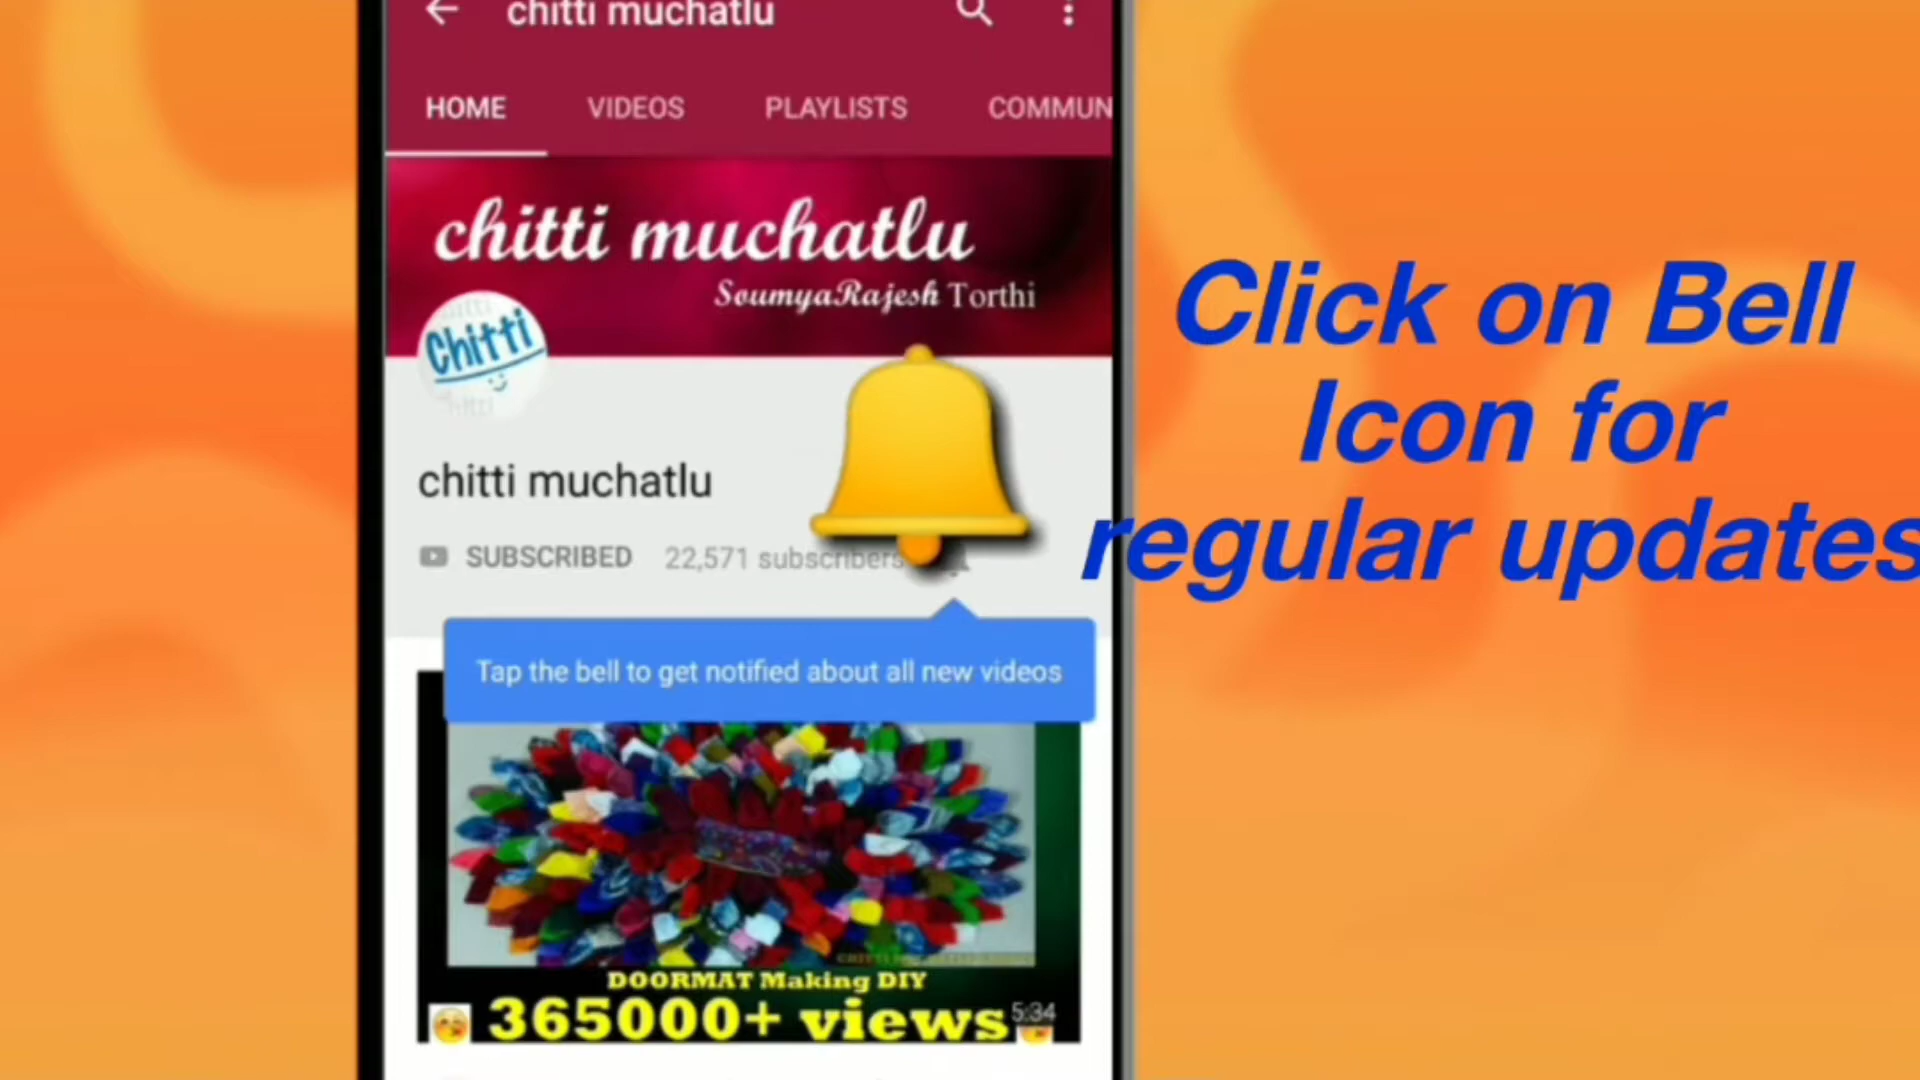 chitti muchatlu
HOME VIDEOS PLAYLISTS COMMUN
chitti muchatlu
SoumyaRajesh Torthi
Chitti
chitti muchatlu
SUBSCRIBED 22,571 subscribers
Tap the bell to get notified about all new videos
DOORMAT Making DIY
365000+ views
5:34
Click on Bell
Icon for
regular updates